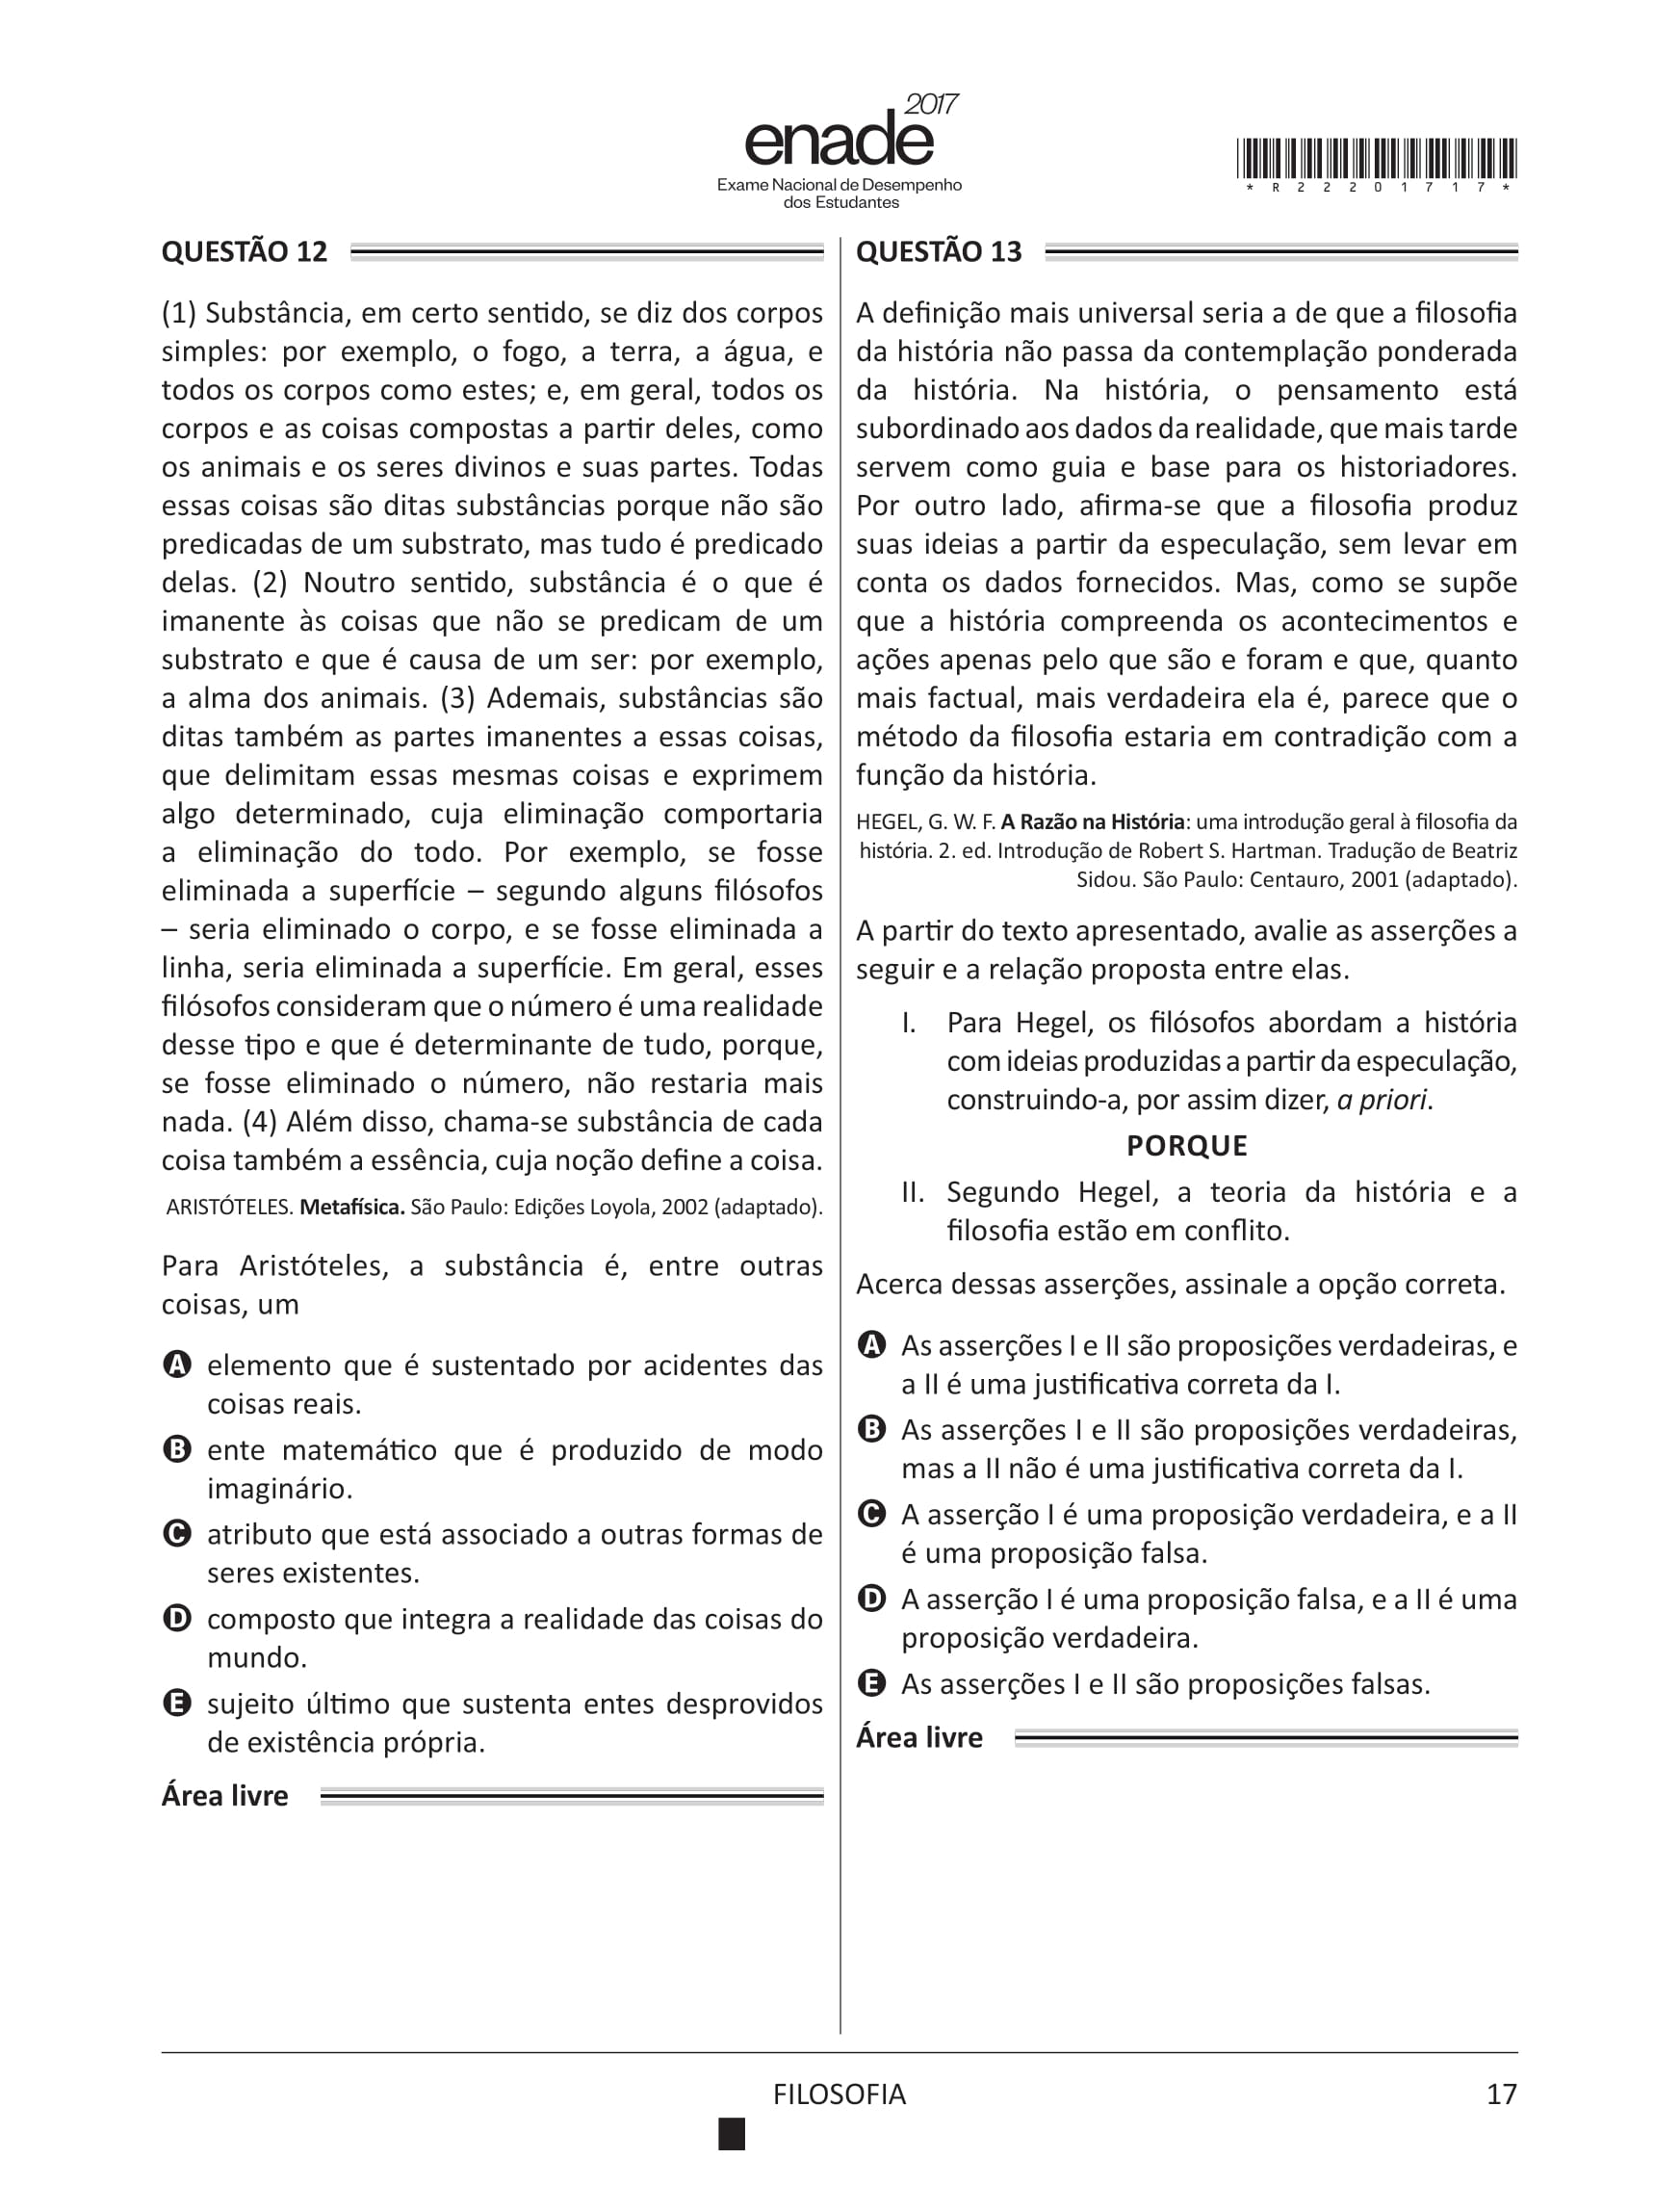 enade2017
Exame Nacional de Desempenho
dos Estudantes
*R22201717*
QUESTÃO 12
(1) Substância, em certo sentido, se diz dos corpos
simples: por exemplo, o fogo, a terra, a água, e
todos os corpos como estes; e, em geral, todos os
corpos e as coisas compostas a partir deles, como
os animais e os seres divinos e suas partes. Todas
essas coisas são ditas substâncias porque não são
predicadas de um substrato, mas tudo é predicado
delas. (2) Noutro sentido, substância é o que é
imanente às coisas que não se predicam de um
substrato e que é causa de um ser: por exemplo,
a alma dos animais. (3) Ademais, substâncias são
ditas também as partes imanentes a essas coisas,
que delimitam essas mesmas coisas e exprimem
algo determinado, cuja eliminação comportaria
a eliminação do todo. Por exemplo, se fosse
eliminada a superfície – segundo alguns filósofos
– seria eliminado o corpo, e se fosse eliminada a
linha, seria eliminada a superfície. Em geral, esses
filósofos consideram que o número é uma realidade
desse tipo e que é determinante de tudo, porque,
se fosse eliminado o número, não restaria mais
nada. (4) Além disso, chama-se substância de cada
coisa também a essência, cuja noção define a coisa.
ARISTÓTELES. Metafísica. São Paulo: Edições Loyola, 2002 (adaptado).
Para Aristóteles, a substância é, entre outras
coisas, um
A elemento que é sustentado por acidentes das
coisas reais.
B ente matemático que é produzido de modo
imaginário.
C atributo que está associado a outras formas de
seres existentes.
D composto que integra a realidade das coisas do
mundo.
E sujeito último que sustenta entes desprovidos
de existência própria.
Área livre
QUESTÃO 13
A definição mais universal seria a de que a filosofia
da história não passa da contemplação ponderada
da história. Na história, o pensamento está
subordinado aos dados da realidade, que mais tarde
servem como guia e base para os historiadores.
Por outro lado, afirma-se que a filosofia produz
suas ideias a partir da especulação, sem levar em
conta os dados fornecidos. Mas, como se supõe
que a história compreenda os acontecimentos e
ações apenas pelo que são e foram e que, quanto
mais factual, mais verdadeira ela é, parece que o
método da filosofia estaria em contradição com a
função da história.
HEGEL, G. W. F. A Razão na História: uma introdução geral à filosofia da
história. 2. ed. Introdução de Robert S. Hartman. Tradução de Beatriz
Sidou. São Paulo: Centauro, 2001 (adaptado).
A partir do texto apresentado, avalie as asserções a
seguir e a relação proposta entre elas.
I. Para Hegel, os filósofos abordam a história
com ideias produzidas a partir da especulação,
construindo-a, por assim dizer, a priori.
PORQUE
II. Segundo Hegel, a teoria da história e a
filosofia estão em conflito.
Acerca dessas asserções, assinale a opção correta.
A As asserções I e II são proposições verdadeiras, e
a II é uma justificativa correta da I.
B As asserções I e II são proposições verdadeiras,
mas a II não é uma justificativa correta da I.
C A asserção I é uma proposição verdadeira, e a II
é uma proposição falsa.
D A asserção I é uma proposição falsa, e a II é uma
proposição verdadeira.
E As asserções I e II são proposições falsas.
Área livre
FILOSOFIA
17